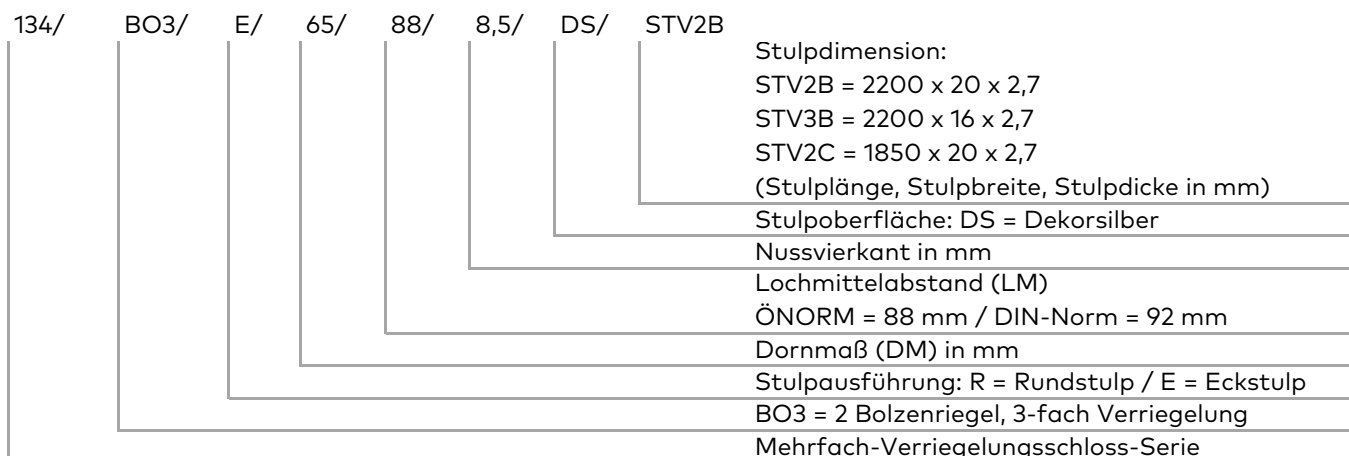 134/ BO3/ E/ 65/ 88/ 8,5/ DS/ STV2B
Stulpdimension:
STV2B = 2200 x 20 x 2,7
STV3B = 2200 x 16 x 2,7
STV2C = 1850 x 20 x 2,7
(Stulplänge, Stulpbreite, Stulpdicke in mm)
Stulpoberfläche: DS = Dekorsilber
Nussvierkant in mm
Lochmittelabstand (LM)
ÖNORM = 88 mm / DIN-Norm = 92 mm
Dornmaß (DM) in mm
Stulpausführung: R = Rundstulp / E = Eckstulp
BO3 = 2 Bolzenriegel, 3-fach Verriegelung
Mehrfach-Verriegelungsschloss-Serie